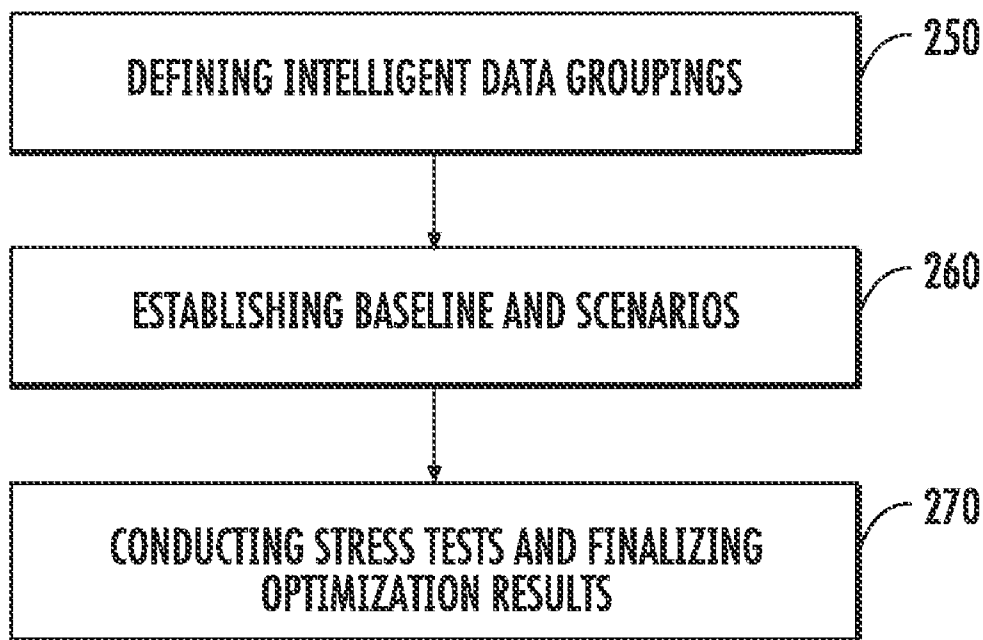 DEFINING INTELLIGENT DATA GROUPINGS
250
ESTABLISHING BASELINE AND SCENARIOS
260
CONDUCTING STRESS TESTS AND FINALIZING
OPTIMIZATION RESULTS
270